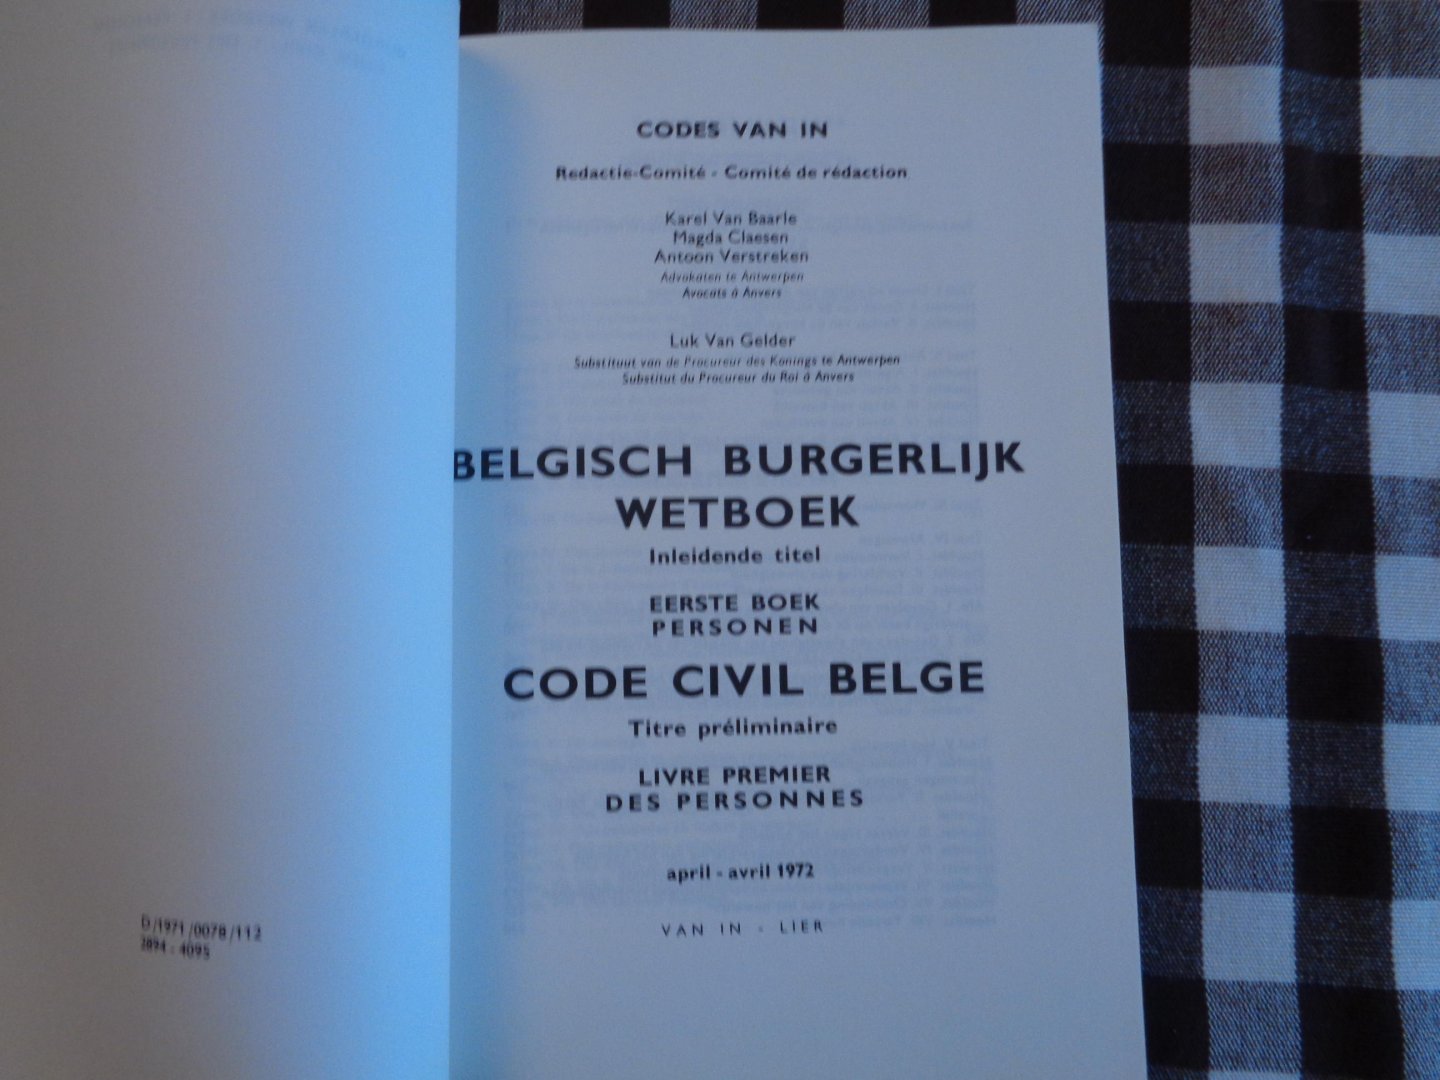 D/1971/0078/112
2894 - 4095
CODES VAN IN
Redactie-Comité - Comité de rédaction
Karel Van Baarle
Magda Claesen
Antoon Verstreken
Advokaten te Antwerpen
Avocats à Anvers
Luk Van Gelder
Substituut van de Procureur des Konings te Antwerpen
Substitut du Procureur du Roi à Anvers
BELGISCH BURGERLIJK
WETBOEK
Inleidende titel
EERSTE BOEK
PERSONEN
CODE CIVIL BELGE
Titre préliminaire
LIVRE PREMIER
DES PERSONNES
april - avril 1972
VAN IN - LIER